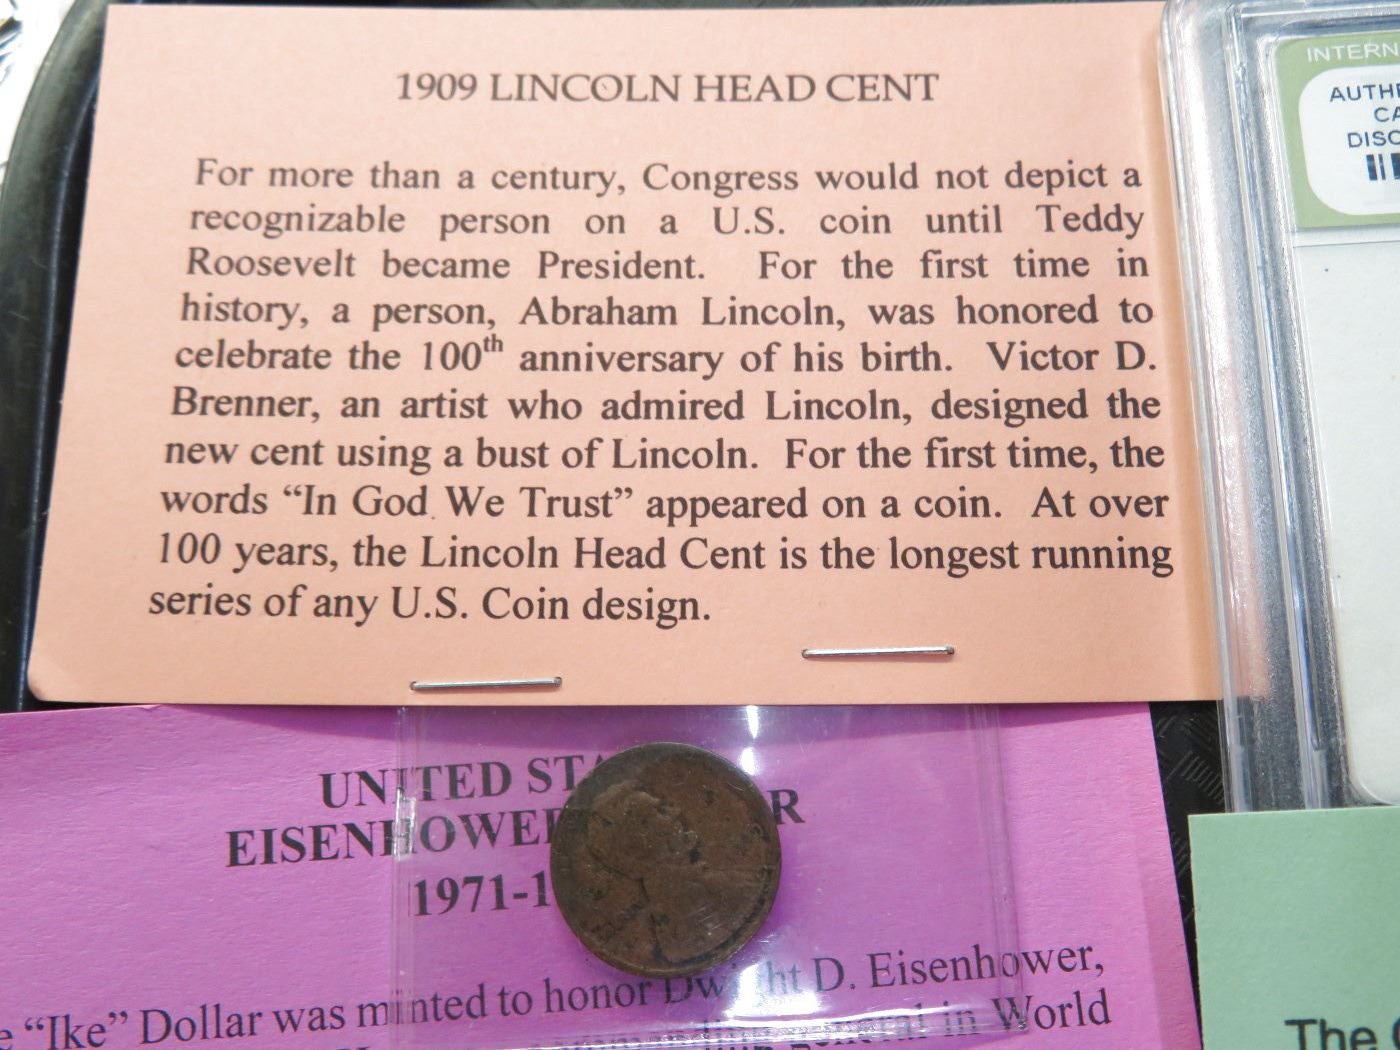 1909 LINCOLN HEAD CENT
For more than a century, Congress would not depict a
recognizable person on a U.S. coin until Teddy
Roosevelt became President. For the first time in
history, a person, Abraham Lincoln, was honored to
celebrate the 100th anniversary of his birth. Victor D.
Brenner, an artist who admired Lincoln, designed the
new cent using a bust of Lincoln. For the first time, the
words “In God We Trust” appeared on a coin. At over
100 years, the Lincoln Head Cent is the longest running
series of any U.S. Coin design.
INTERN
AUTHE
CA
DISC
UNITED STA
EISENHOWE R
1971-1
e “Ike” Dollar was minted to honor Dwight D. Eisenhower,
general in World
The